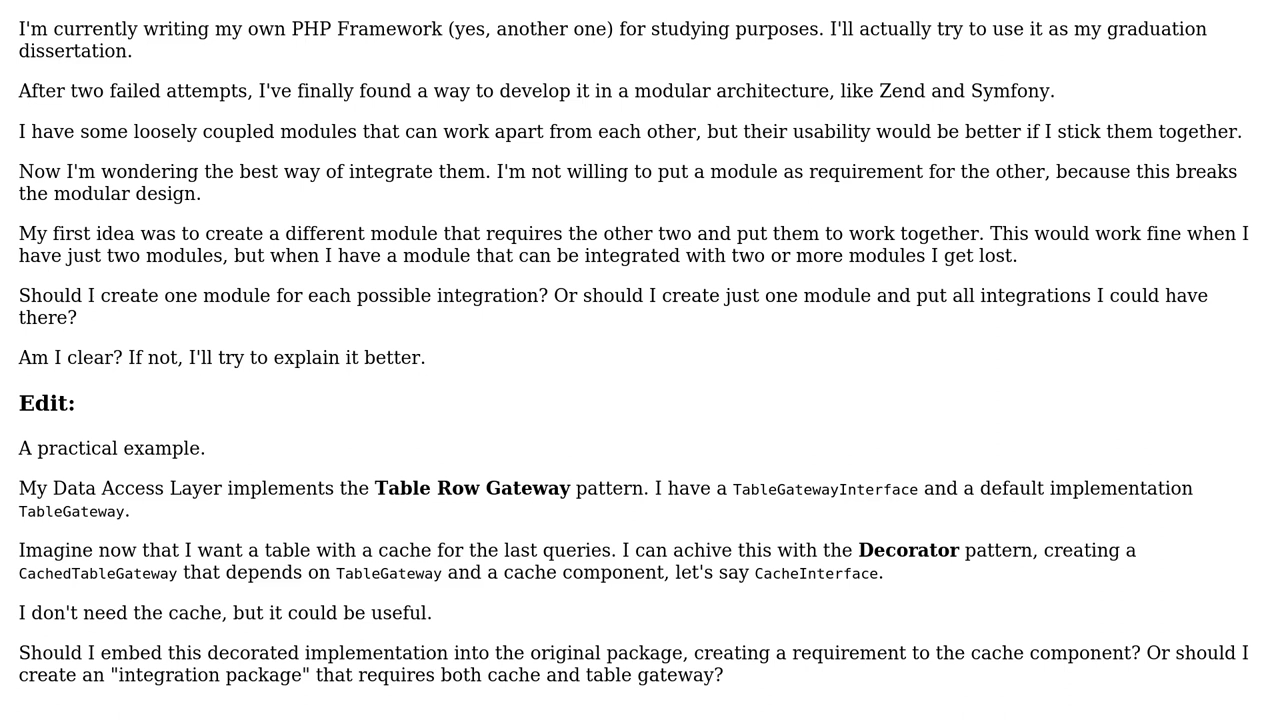 I'm currently writing my own PHP Framework (yes, another one) for studying purposes. I'll actually try to use it as my graduation
dissertation.
After two failed attempts, I've finally found a way to develop it in a modular architecture, like Zend and Symfony.
I have some loosely coupled modules that can work apart from each other, but their usability would be better if I stick them together.
Now I'm wondering the best way of integrate them. I'm not willing to put a module as requirement for the other, because this breaks
the modular design.
My first idea was to create a different module that requires the other two and put them to work together. This would work fine when I
have just two modules, but when I have a module that can be integrated with two or more modules I get lost.
Should I create one module for each possible integration? Or should I create just one module and put all integrations I could have
there?
Am I clear? If not, I'll try to explain it better.
Edit:
A practical example.
My Data Access Layer implements the Table Row Gateway pattern. I have a TableGatewayInterface and a default implementation
TableGateway.
Imagine now that I want a table with a cache for the last queries. I can achive this with the Decorator pattern, creating a
CachedTableGateway that depends on TableGateway and a cache component, let's say CacheInterface.
I don't need the cache, but it could be useful.
Should I embed this decorated implementation into the original package, creating a requirement to the cache component? Or should I
create an "integration package" that requires both cache and table gateway?